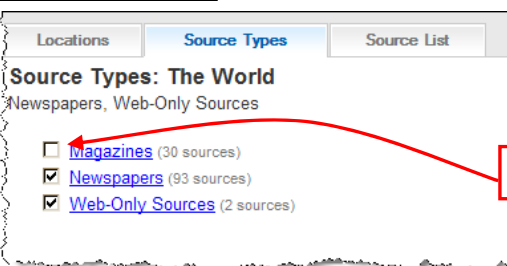 Locations Source Types Source List
Source Types: The World
Newspapers, Web-Only Sources
Magazines (30 sources)
Newspapers (93 sources)
Web-Only Sources (2 sources)